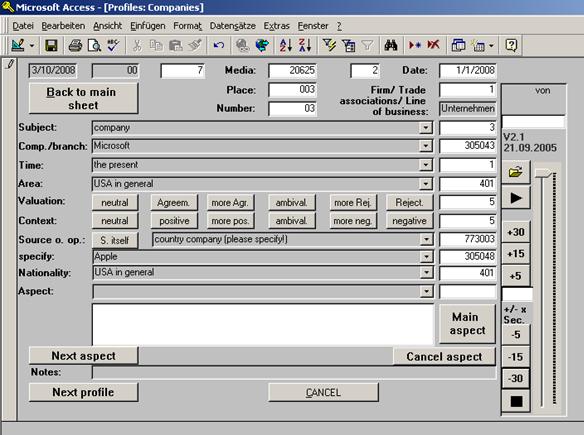 Microsoft Access - [Profiles: Companies]
Datei Bearbeiten Ansicht Einfügen Format Datensätze Extras Fenster ?
3/10/2008 00 7 Media: 20625 2 Date: 1/1/2008
Back to main sheet
Place: 003 Firm/ Trade associations/ Line of business: 1
Number: 03 Unternehmen
von
Subject: company 3
Comp./branch: Microsoft 305043
V2.1
21.09.2005
Time: the present 1
Area: USA in general 401
Valuation: neutral Agreem. more Agr. ambival. more Rej. Reject. 5
Context: neutral positive more pos. ambival. more neg. negative 5
Source o. op.: S. itself country company (please specify!) 773003
specify: Apple 305048
Nationality: USA in general 401
Aspect:
+30
+15
+5
+/- x
Sec.
-5
-15
-30
Main aspect
Next aspect Cancel aspect
Notes:
Next profile CANCEL